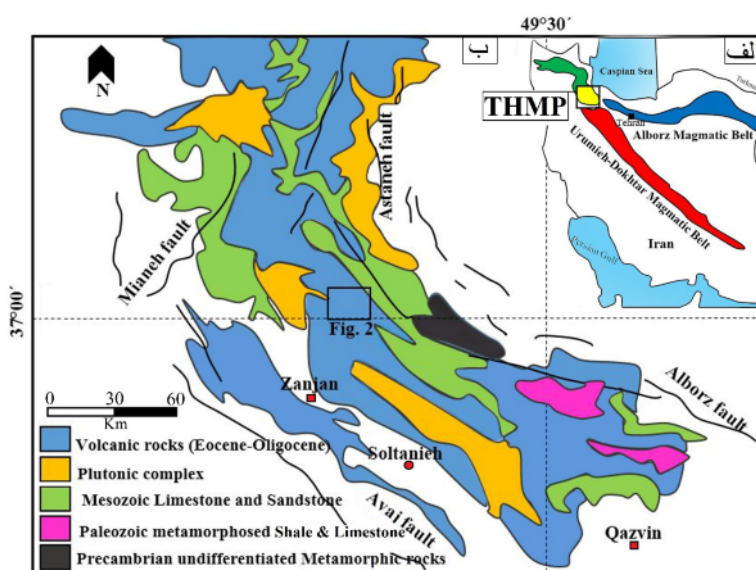 49°30´
ب
الف
N
Caspian Sea
THMP
Tehran
Alborz Magmatic Belt
Urumieh-Dokhtar Magmatic Belt
Iran
Persian Gulf
Astaneh fault
Mianeh fault
37°00´
Fig. 2
Zanjan
0 30 60
Km
Alborz fault
Soltanieh
Avaj fault
Qazvin
Volcanic rocks (Eocene-Oligocene)
Plutonic complex
Mesozoic Limestone and Sandstone
Paleozoic metamorphosed Shale & Limestone
Precambrian undifferentiated Metamorphic rocks